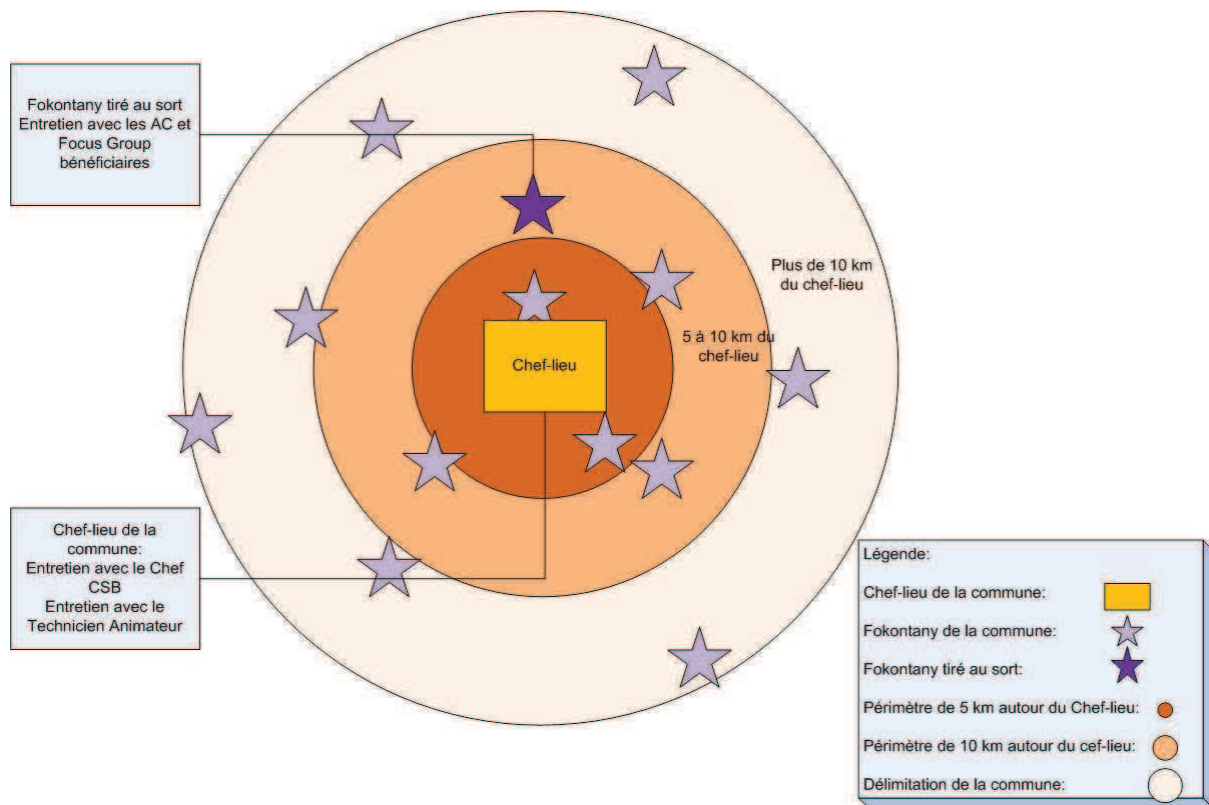 Fokontany tiré au sort
Entretien avec les AC et
Focus Group
bénéficiaires
Plus de 10 km
du chef-lieu
5 à 10 km du
chef-lieu
Chef-lieu
Chef-lieu de la
commune:
Entretien avec le Chef
CSB
Entretien avec le
Technicien Animateur
Légende:
Chef-lieu de la commune:
Fokontany de la commune:
Fokontany tiré au sort:
Périmètre de 5 km autour du Chef-lieu:
Périmètre de 10 km autour du cef-lieu:
Délimitation de la commune: